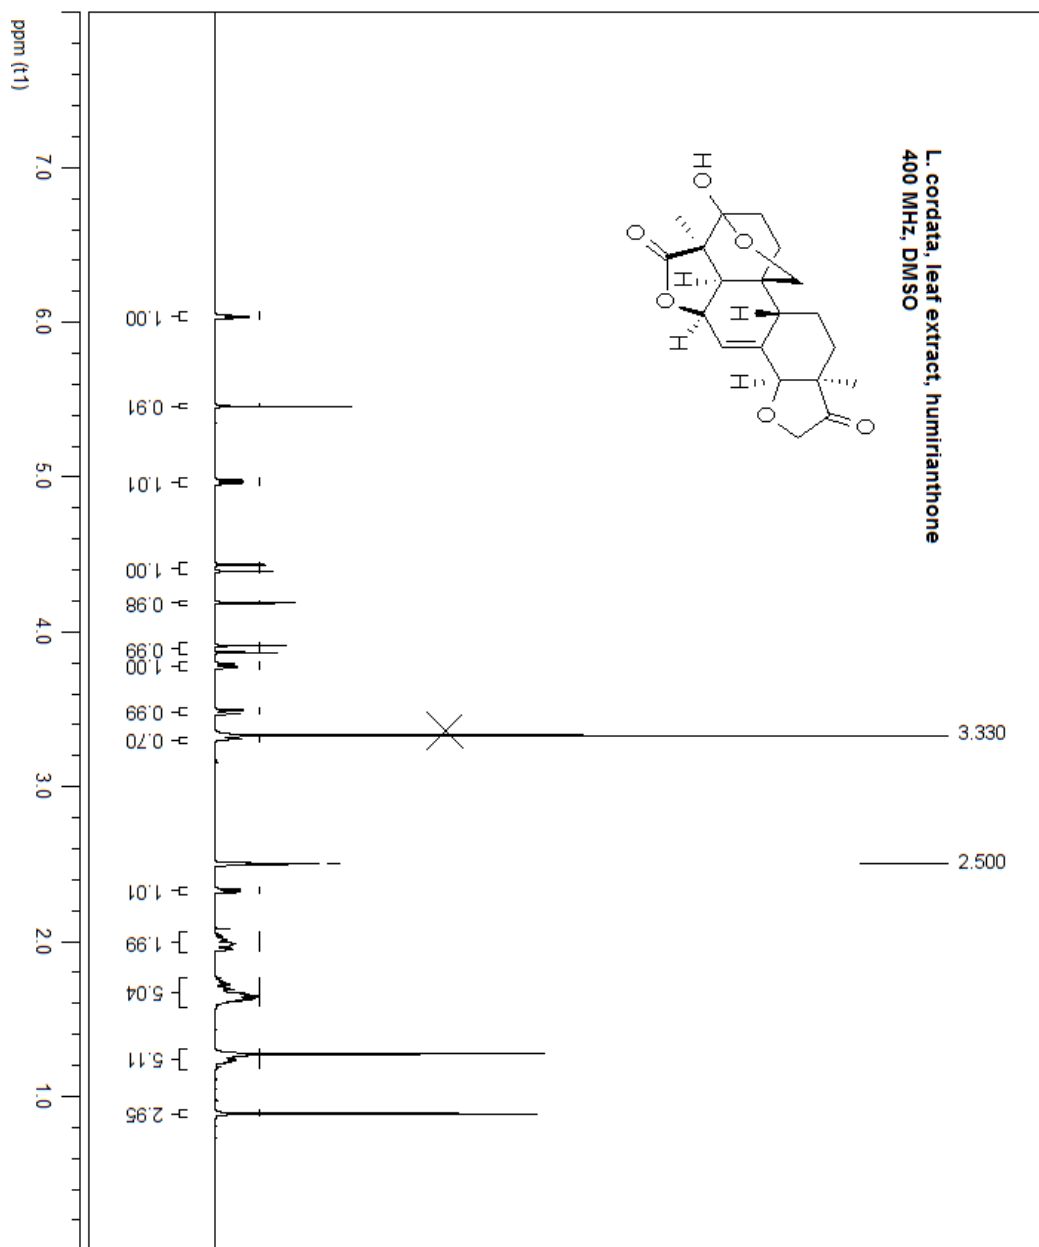 L. cordata, leaf extract, humirianthone
400 MHz, DMSO
HO
O
O
O
H
H
H
H
O
O
3.330
2.500
1.00
0.91
1.01
1.00
0.98
0.99
1.00
0.99
0.70
1.01
1.99
5.04
5.11
2.95
7.0
6.0
5.0
4.0
3.0
2.0
1.0
ppm (t1)